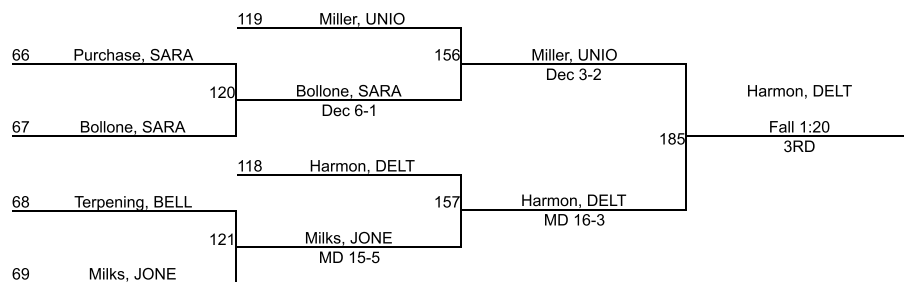 119 Miller, UNIO
66 Purchase, SARA
156 Miller, UNIO
Dec 3-2
120 Bollone, SARA
Dec 6-1
Harmon, DELT
67 Bollone, SARA
185 Fall 1:20
3RD
118 Harmon, DELT
68 Terpening, BELL
157 Harmon, DELT
MD 16-3
121 Milks, JONE
MD 15-5
69 Milks, JONE